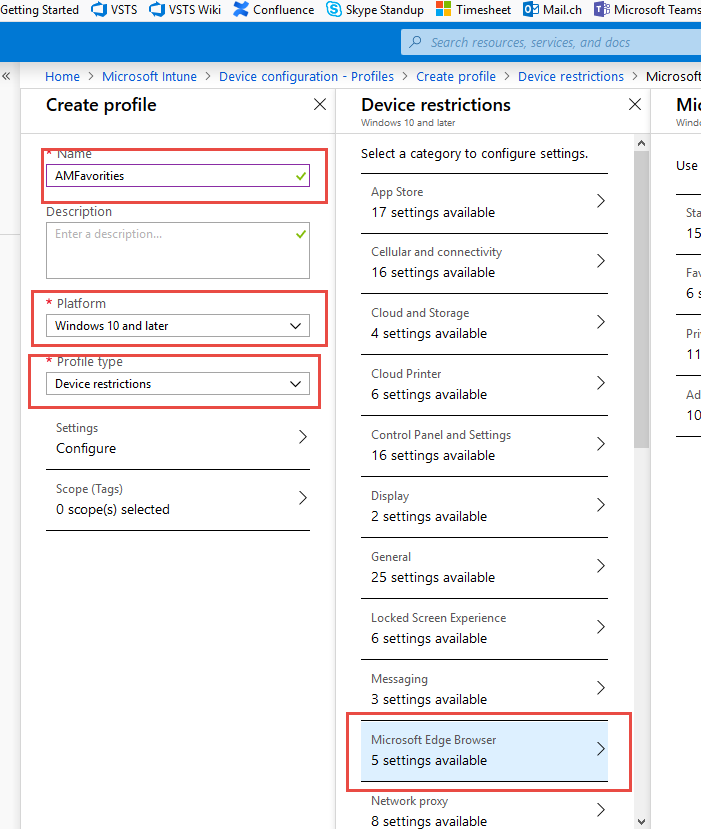 Getting Started VSTS VSTS Wiki Confluence Skype Standup Timesheet Mail.ch Microsoft Teams
Search resources, services, and docs
« Home > Microsoft Intune > Device configuration - Profiles > Create profile > Device restrictions > Microsoft
Create profile
* Name
AMFavorities
Description
Enter a description...
* Platform
Windows 10 and later
* Profile type
Device restrictions
Settings
Configure
Scope (Tags)
0 scope(s) selected
Device restrictions
Windows 10 and later
Select a category to configure settings.
App Store
17 settings available
Cellular and connectivity
16 settings available
Cloud and Storage
4 settings available
Cloud Printer
6 settings available
Control Panel and Settings
16 settings available
Display
2 settings available
General
25 settings available
Locked Screen Experience
6 settings available
Messaging
3 settings available
Microsoft Edge Browser
5 settings available
Network proxy
8 settings available
Mi
Windo
Use
Sta
15
Fav
6 s
Pri
11
Ad
10